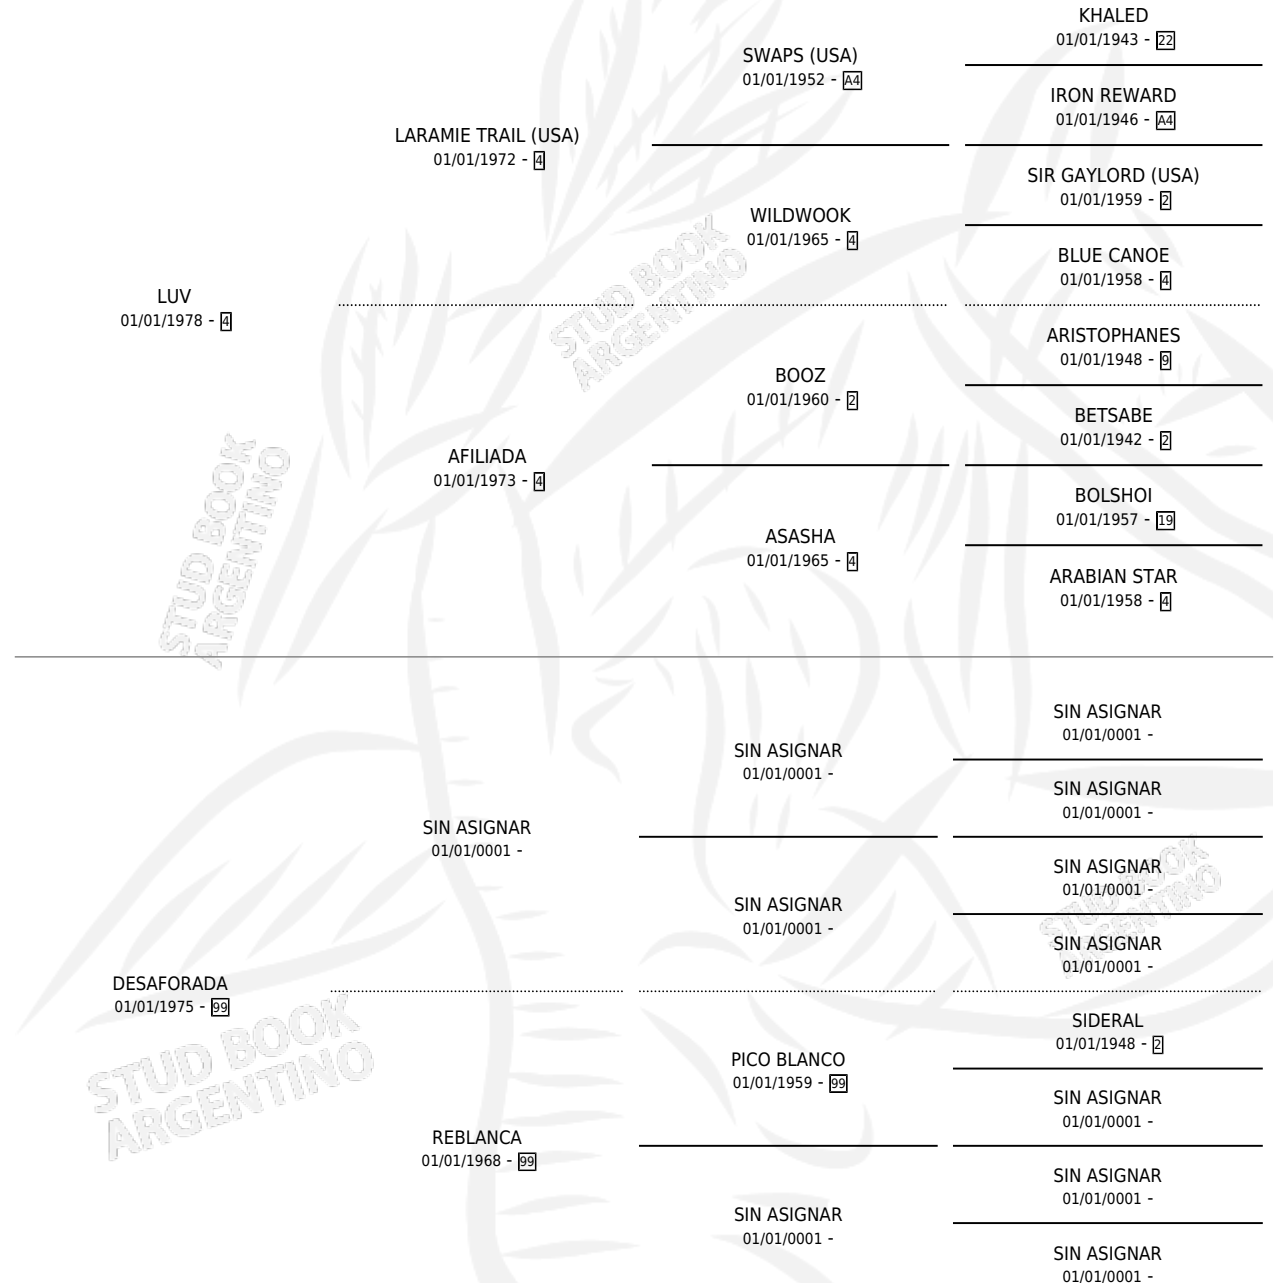 KHALED
01/01/1943 - 22
SWAPS (USA)
01/01/1952 - A4
IRON REWARD
01/01/1946 - A4
LARAMIE TRAIL (USA)
01/01/1972 - 4
SIR GAYLORD (USA)
01/01/1959 - 2
WILDWOOK
01/01/1965 - 4
BLUE CANOE
01/01/1958 - 4
LUV
01/01/1978 - 4
ARISTOPHANES
01/01/1948 - 9
BOOZ
01/01/1960 - 2
BETSABE
01/01/1942 - 2
AFILIADA
01/01/1973 - 4
BOLSHOI
01/01/1957 - 19
ASASHA
01/01/1965 - 4
ARABIAN STAR
01/01/1958 - 4
STUD BOOK
ARGENTINO
STUD BOOK
ARGENTINO
SIN ASIGNAR
01/01/0001 -
SIN ASIGNAR
01/01/0001 -
SIN ASIGNAR
01/01/0001 -
SIN ASIGNAR
01/01/0001 -
SIN ASIGNAR
01/01/0001 -
SIN ASIGNAR
01/01/0001 -
SIN ASIGNAR
01/01/0001 -
DESAFORADA
01/01/1975 - 99
SIDERAL
01/01/1948 - 2
PICO BLANCO
01/01/1959 - 99
SIN ASIGNAR
01/01/0001 -
REBLANCA
01/01/1968 - 99
SIN ASIGNAR
01/01/0001 -
SIN ASIGNAR
01/01/0001 -
SIN ASIGNAR
01/01/0001 -
STUD BOOK
ARGENTINO
STUD BOOK
ARGENTINO